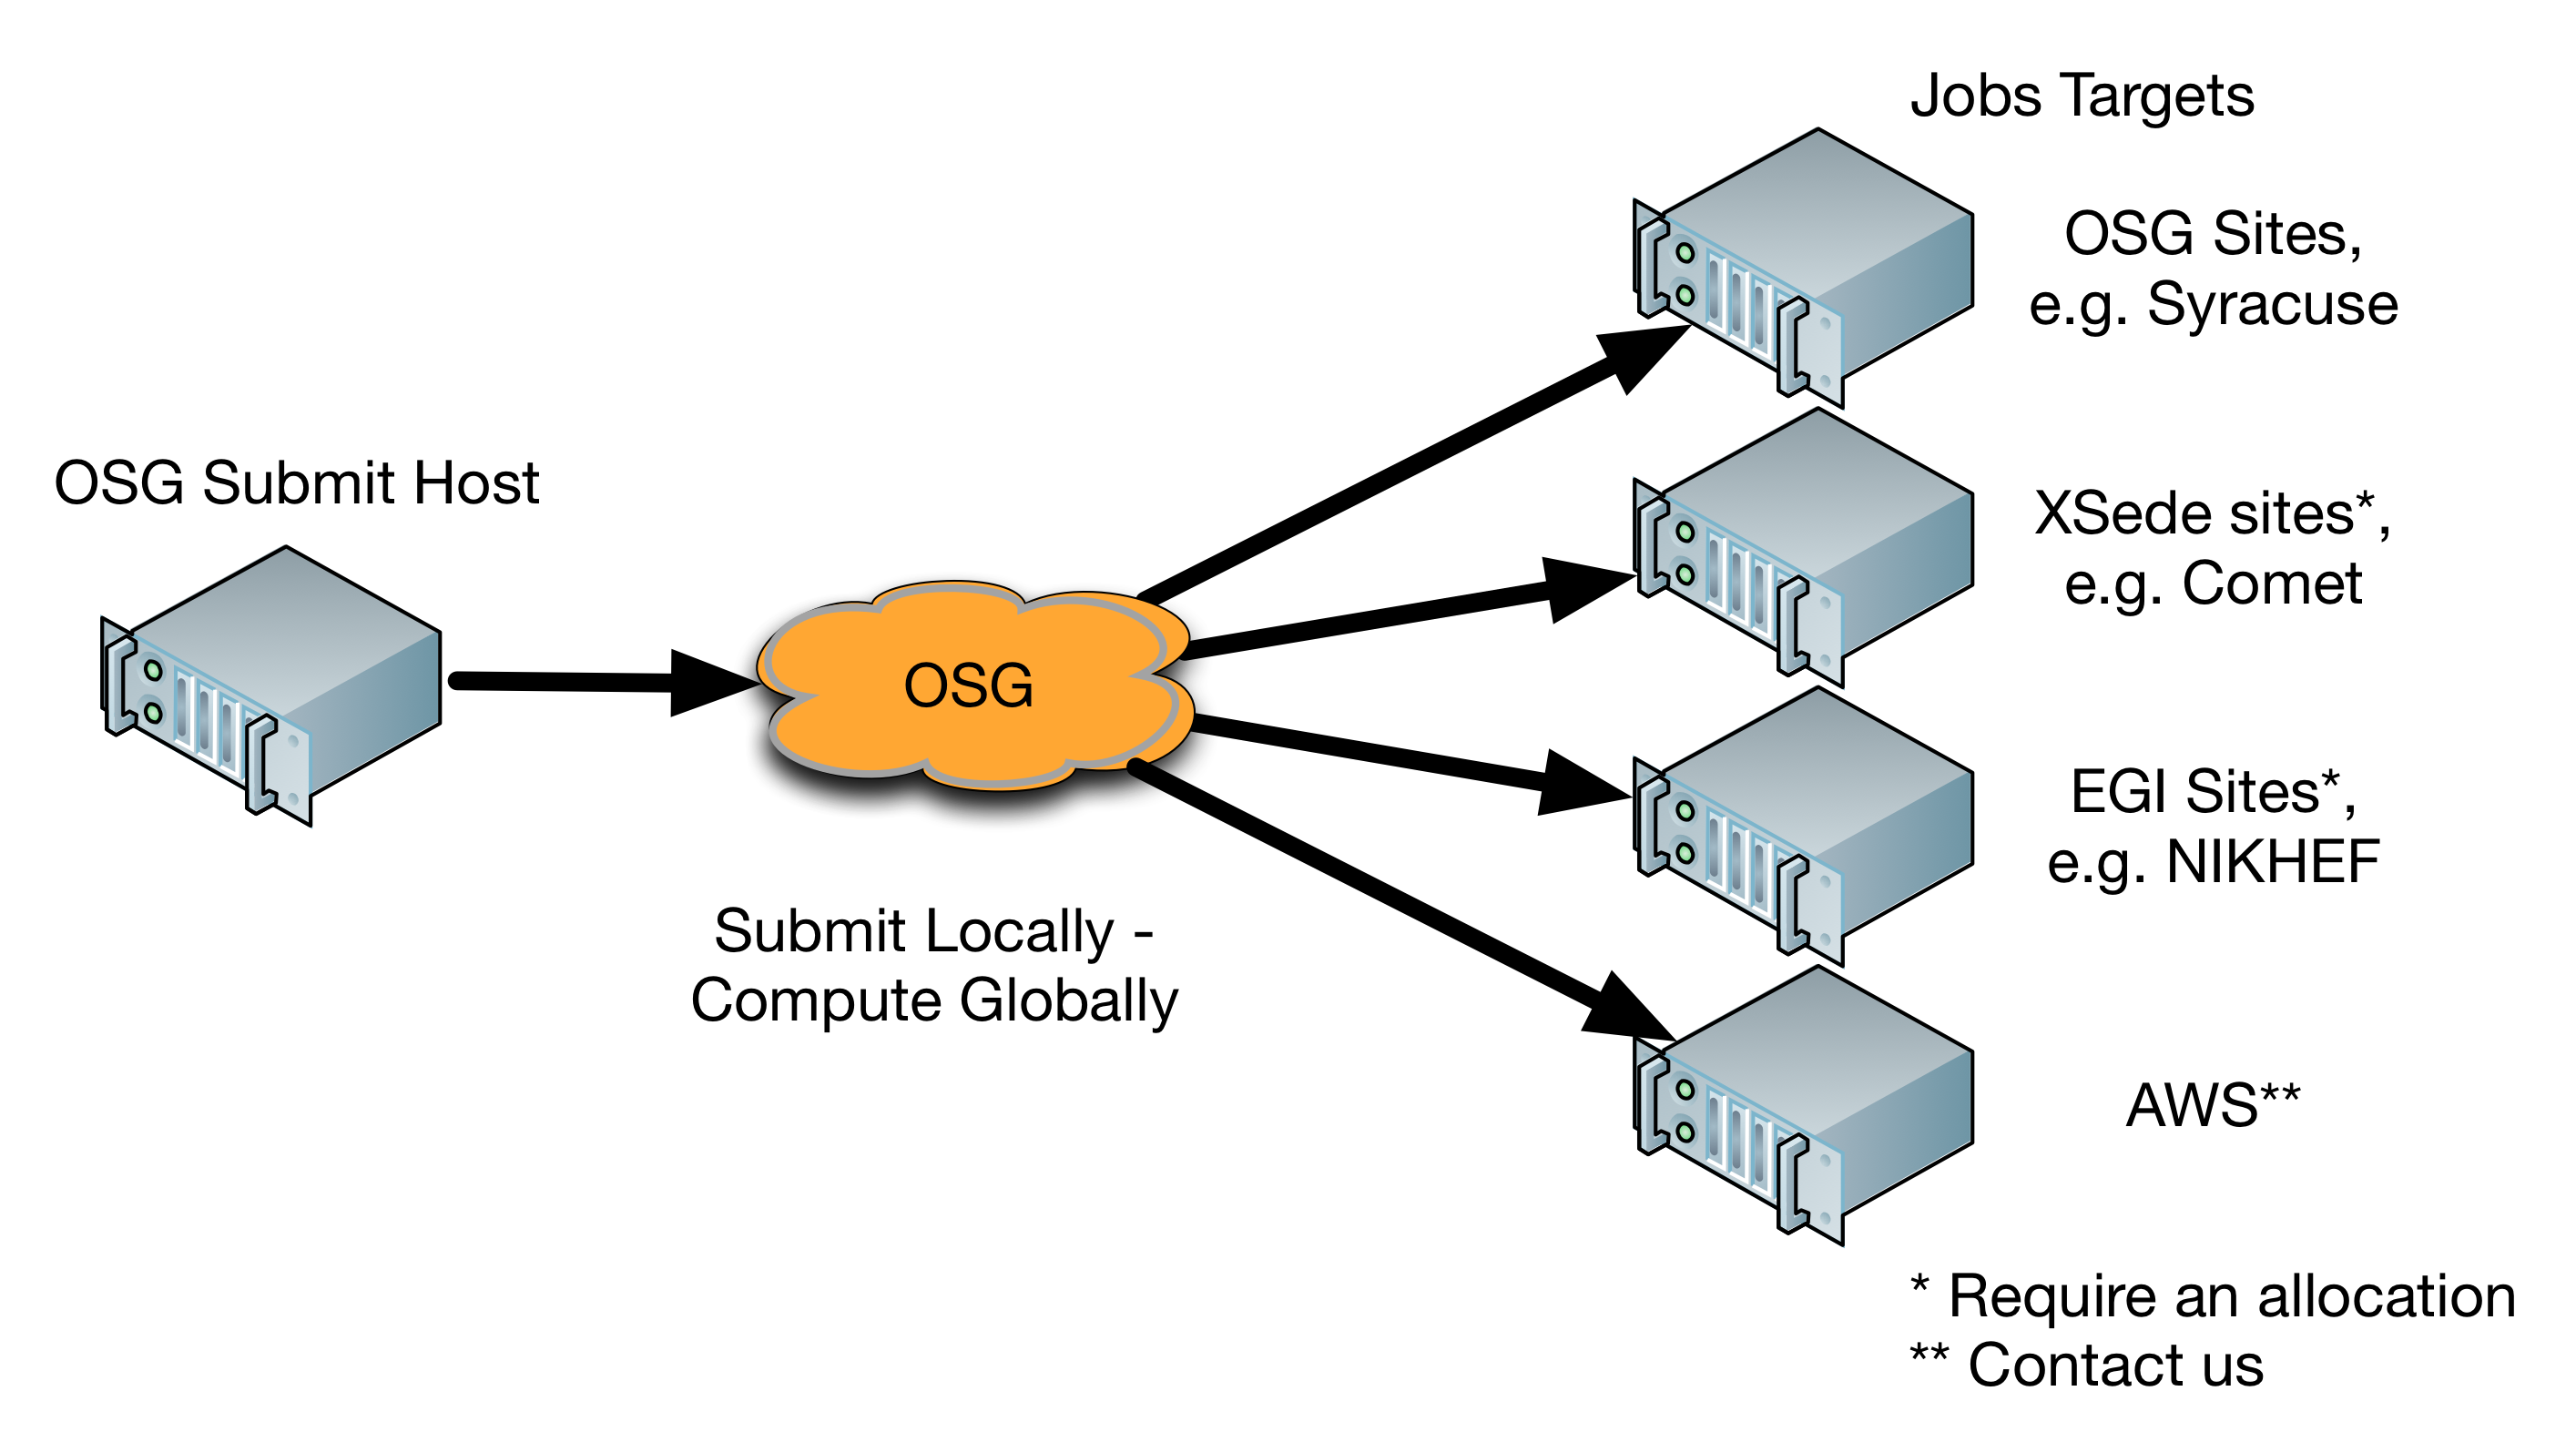 Jobs Targets
OSG Sites,
e.g. Syracuse
OSG Submit Host
XSede sites*,
e.g. Comet
OSG
EGI Sites*,
e.g. NIKHEF
Submit Locally -
Compute Globally
AWS**
* Require an allocation
** Contact us